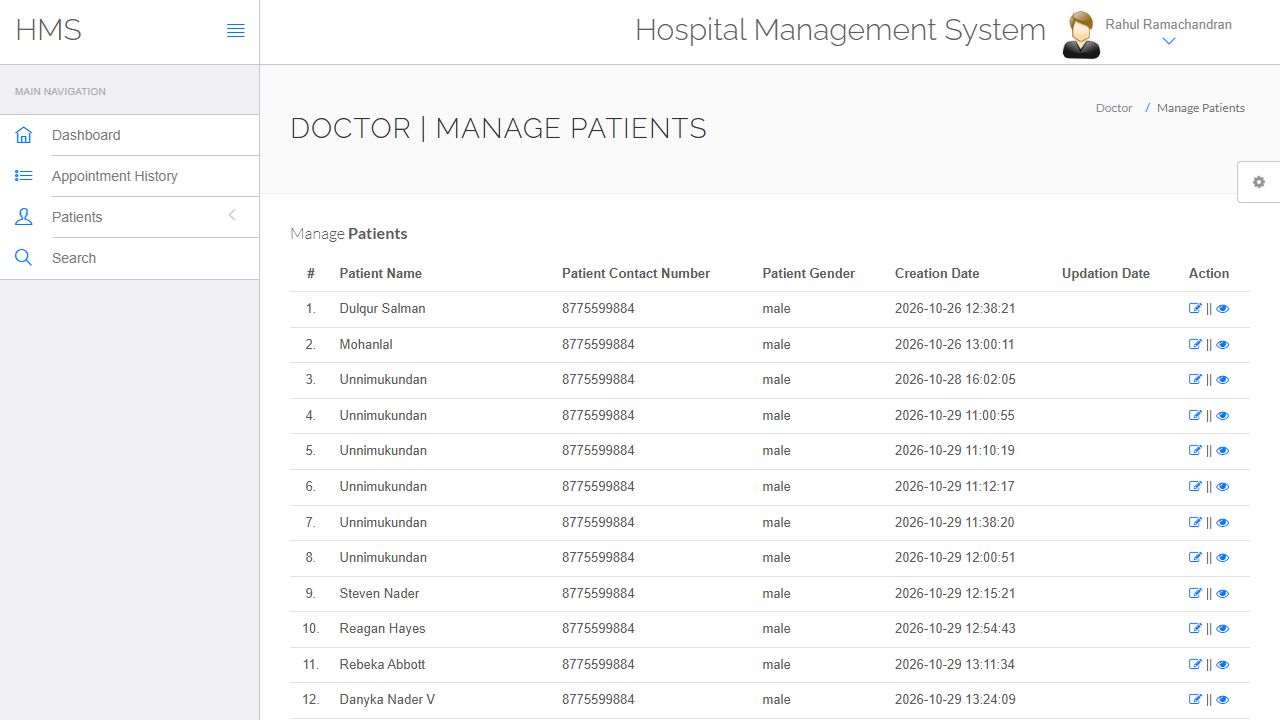 HMS
Hospital Management System
Rahul Ramachandran
MAIN NAVIGATION
Dashboard
Appointment History
Patients
Search
DOCTOR | MANAGE PATIENTS
Doctor / Manage Patients
Manage Patients
# Patient Name Patient Contact Number Patient Gender Creation Date Updation Date Action
1. Dulqur Salman 8775599884 male 2026-10-26 12:38:21 ||
2. Mohanlal 8775599884 male 2026-10-26 13:00:11 ||
3. Unnimukundan 8775599884 male 2026-10-28 16:02:05 ||
4. Unnimukundan 8775599884 male 2026-10-29 11:00:55 ||
5. Unnimukundan 8775599884 male 2026-10-29 11:10:19 ||
6. Unnimukundan 8775599884 male 2026-10-29 11:12:17 ||
7. Unnimukundan 8775599884 male 2026-10-29 11:38:20 ||
8. Unnimukundan 8775599884 male 2026-10-29 12:00:51 ||
9. Steven Nader 8775599884 male 2026-10-29 12:15:21 ||
10. Reagan Hayes 8775599884 male 2026-10-29 12:54:43 ||
11. Rebeka Abbott 8775599884 male 2026-10-29 13:11:34 ||
12. Danyka Nader V 8775599884 male 2026-10-29 13:24:09 ||